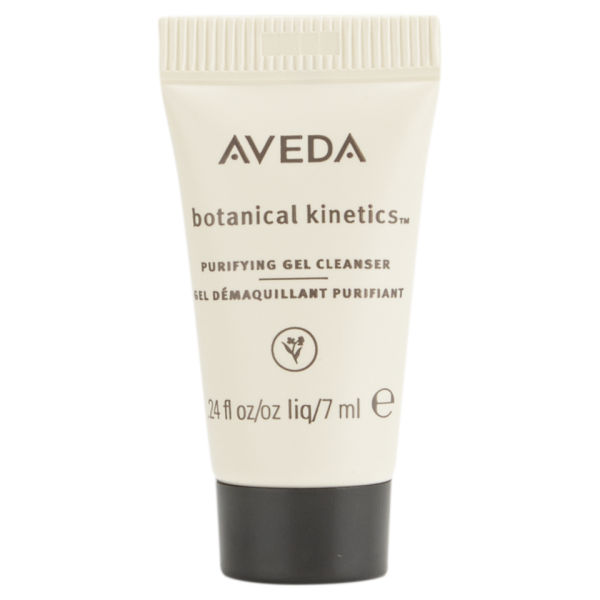 AVEDA
botanical kinetics™
PURIFYING GEL CLEANSER
GEL DÉMAQUILLANT PURIFIANT
.24 fl oz/oz liq/7 ml ℮